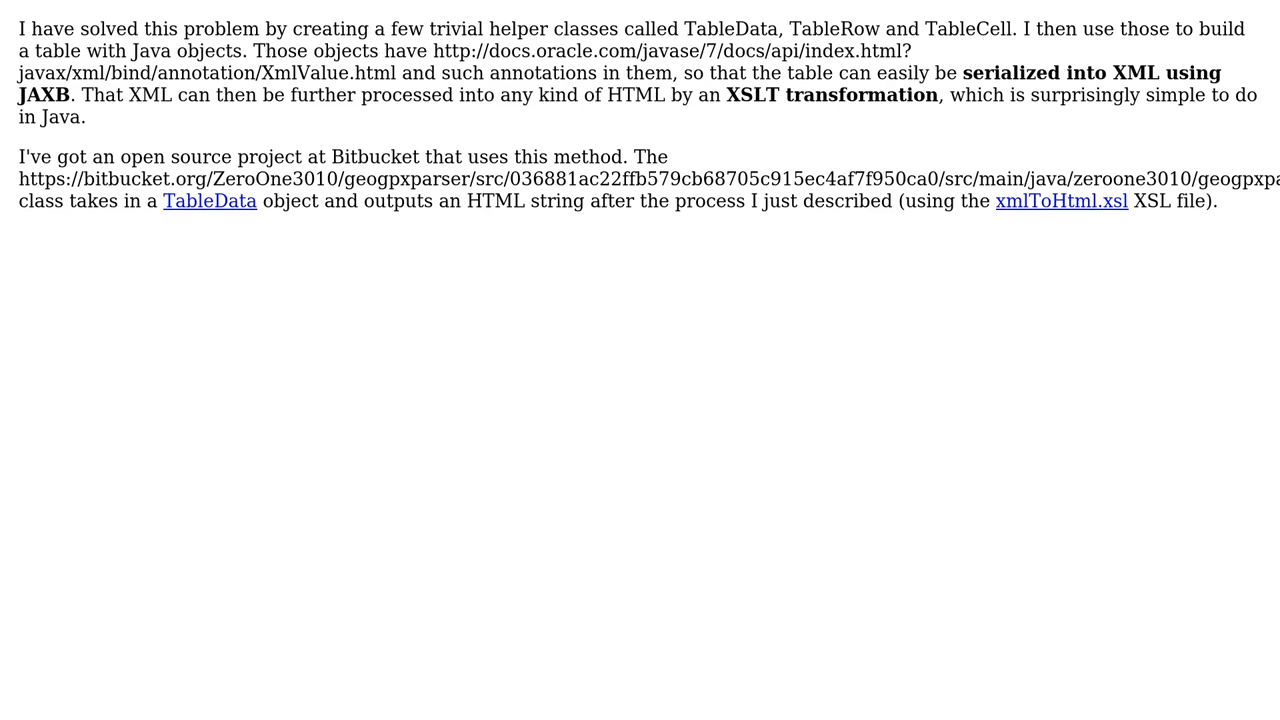 I have solved this problem by creating a few trivial helper classes called TableData, TableRow and TableCell. I then use those to build
a table with Java objects. Those objects have http://docs.oracle.com/javase/7/docs/api/index.html?
javax/xml/bind/annotation/XmlValue.html and such annotations in them, so that the table can easily be serialized into XML using
JAXB. That XML can then be further processed into any kind of HTML by an XSLT transformation, which is surprisingly simple to do
in Java.
I've got an open source project at Bitbucket that uses this method. The
https://bitbucket.org/ZeroOne3010/geogpxparser/src/036881ac22ffb579cb68705c915ec4af7f950ca0/src/main/java/zeroone3010/geogpxpa
class takes in a TableData object and outputs an HTML string after the process I just described (using the xmlToHtml.xsl XSL file).